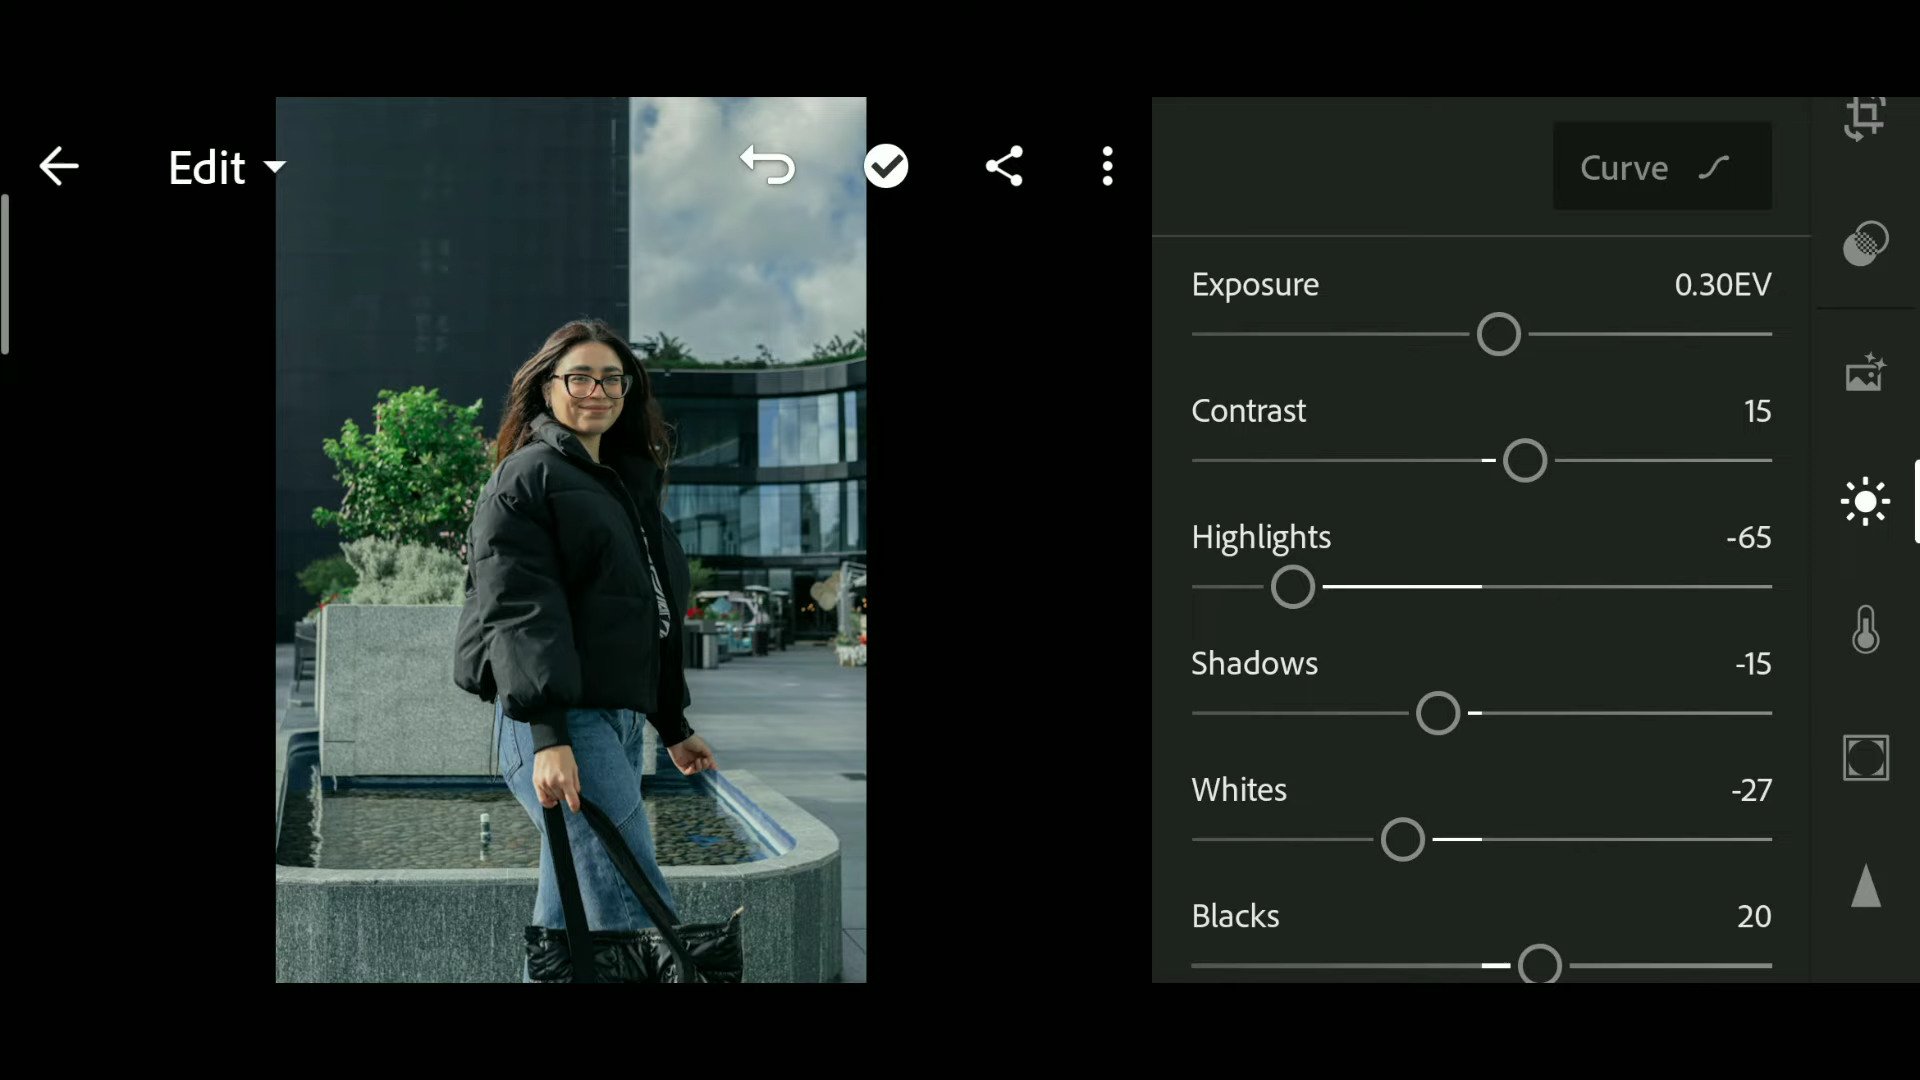 Edit
Curve
Exposure 0.30EV
Contrast 15
Highlights -65
Shadows -15
Whites -27
Blacks 20